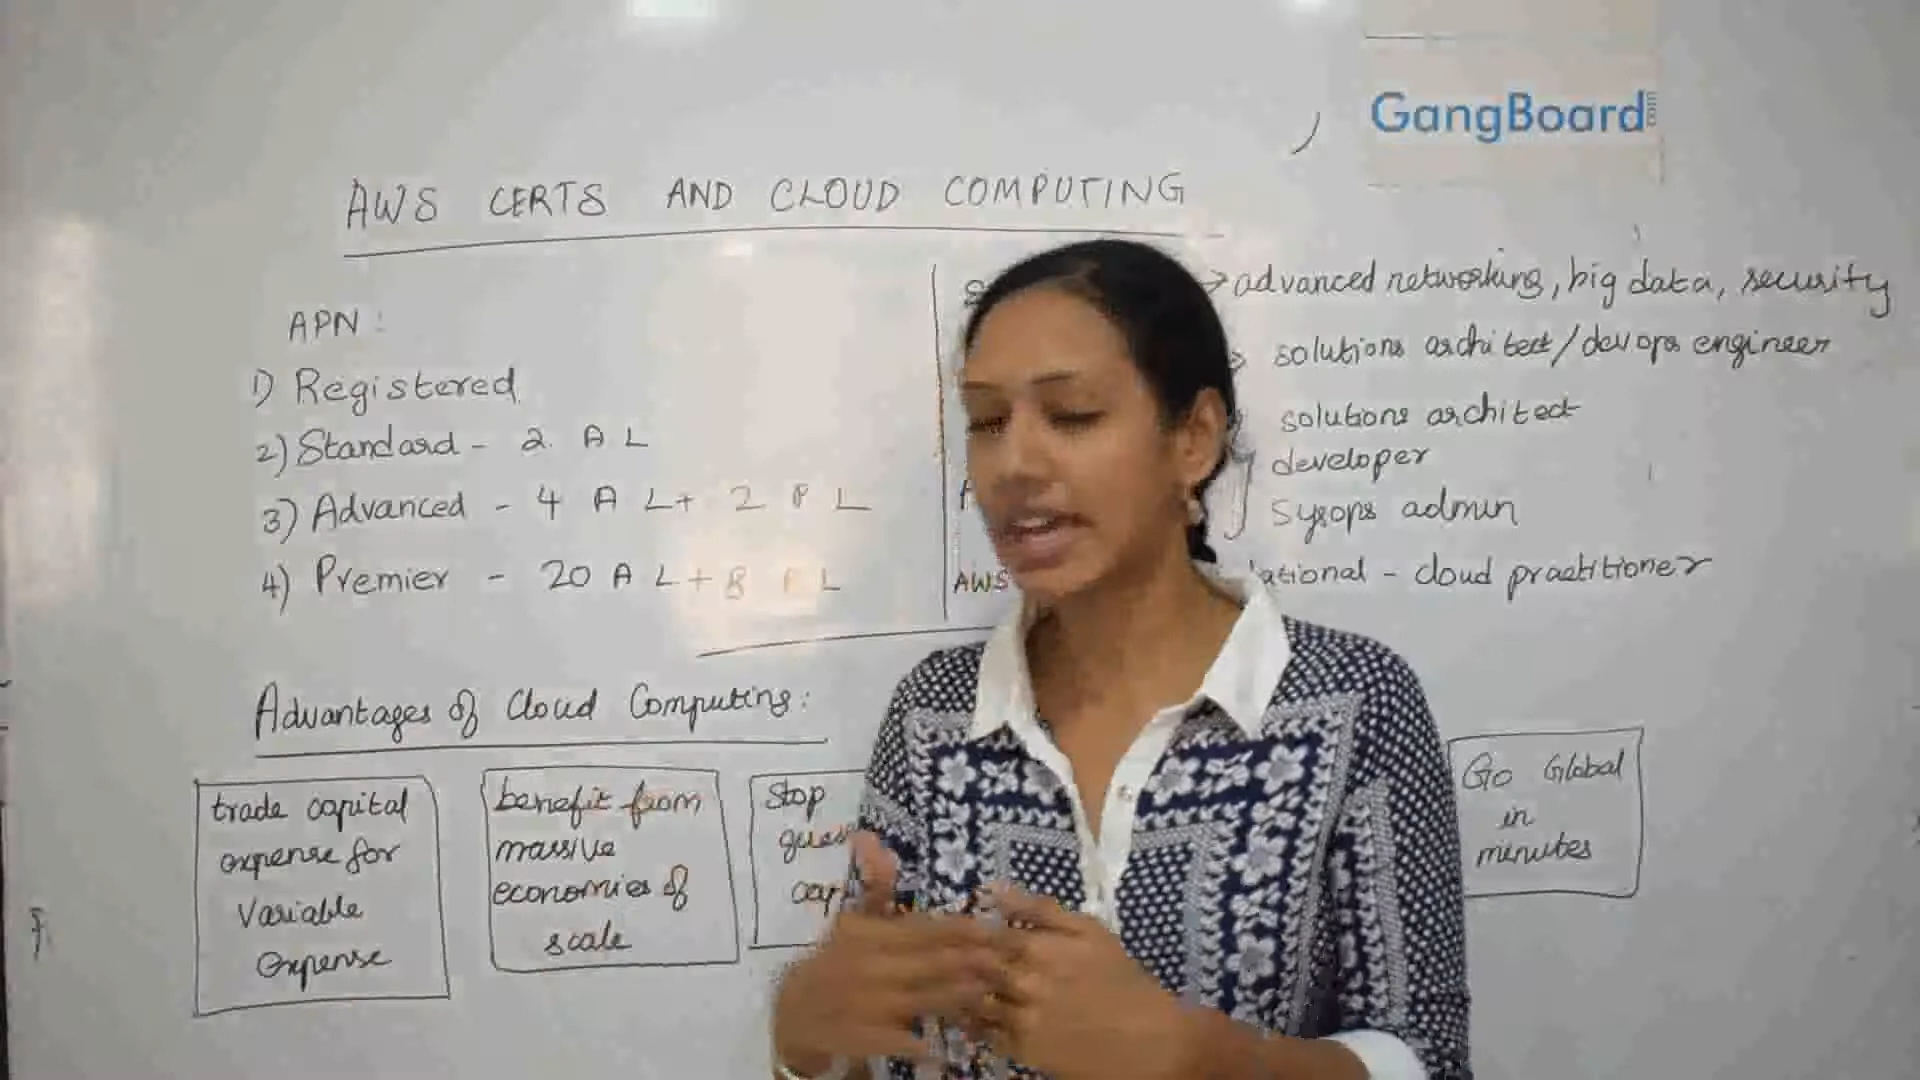 GangBoard
AWS CERTS AND CLOUD COMPUTING
APN :
1) Registered
2) Standard - 2 A L
3) Advanced - 4 A L + 2 P L
4) Premier - 20 A L + 8 P L
advanced networking, big data, security
solutions architect / devops engineer
solutions architect
developer
Sysops admin
AWS
- cloud practitioner
Advantages of Cloud Computing :
trade capital
expense for
Variable
expense
benefit from
massive
economies of
scale
Stop
Go Global
in
minutes